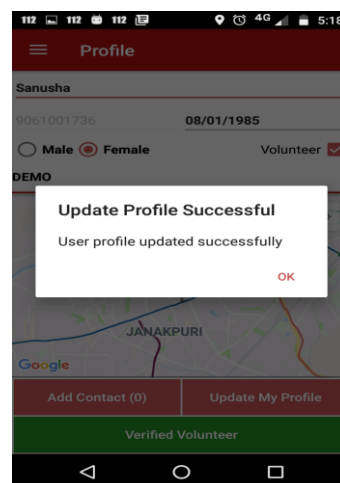 112 112 112 4G 5:18
Profile
Sanusha
9061001736 08/01/1985
Male Female Volunteer
DEMO
Update Profile Successful
User profile updated successfully
OK
JANAKPURI
Google
Add Contact (0) Update My Profile
Verified Volunteer